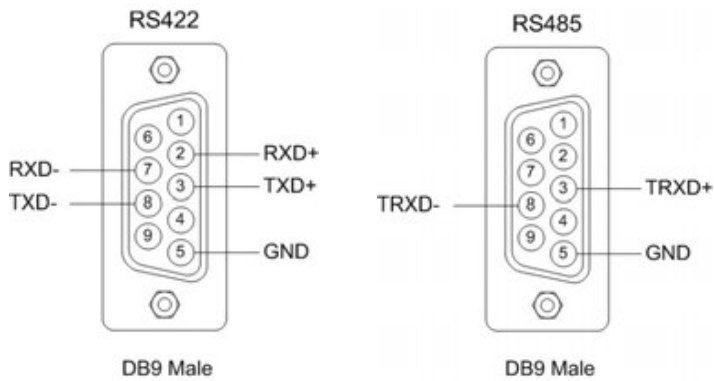 RS422
1
6
2
RXD+
RXD-
7
3
TXD+
TXD-
8
4
9
5
GND
DB9 Male
RS485
1
6
2
7
3
TRXD+
TRXD-
8
4
9
5
GND
DB9 Male